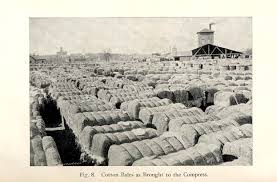 Fig. 8. Cotton Bales as Brought to the Compress.